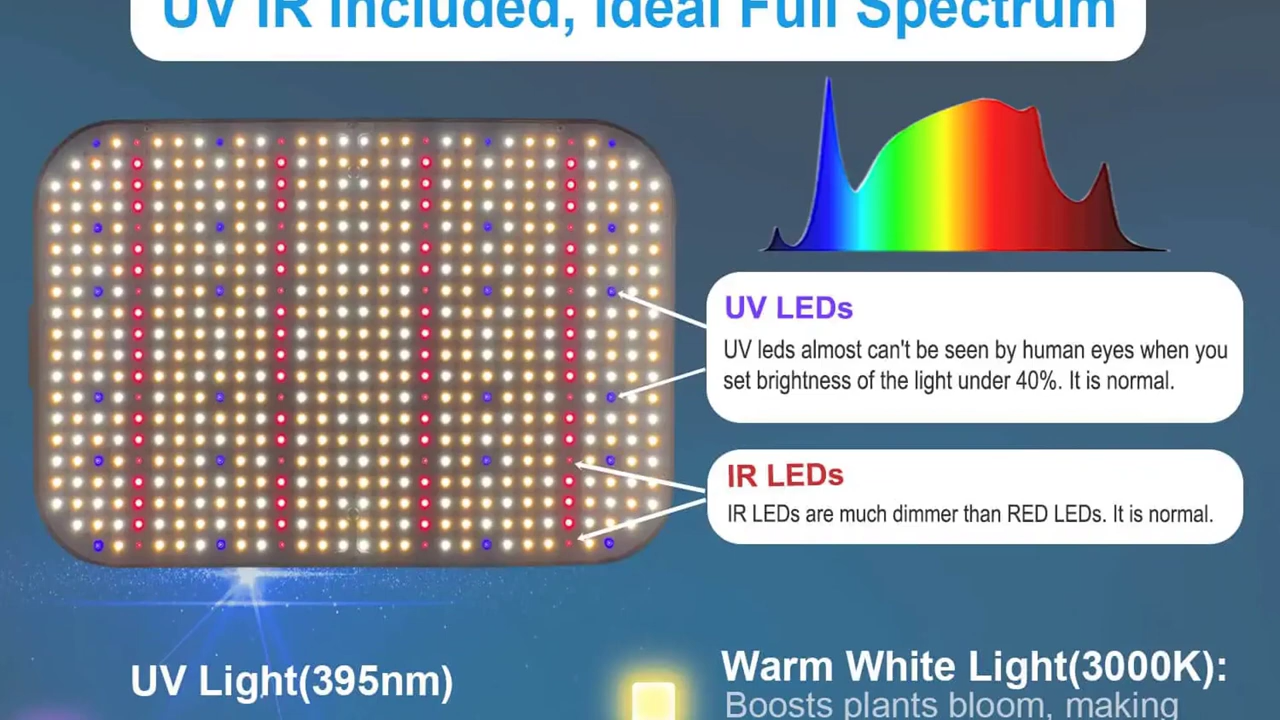 UV IR Included, Ideal Full Spectrum
UV LEDs
UV leds almost can't be seen by human eyes when you
set brightness of the light under 40%. It is normal.
IR LEDs
IR LEDs are much dimmer than RED LEDs. It is normal.
UV Light(395nm)
Warm White Light(3000K):
Boosts plants bloom, making